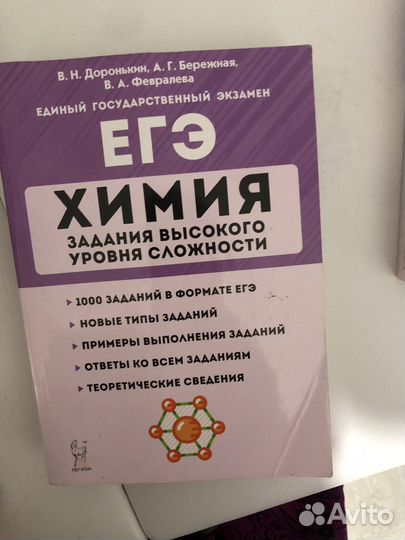 В. Н. Доронькин, А. Г. Бережная,
В. А. Февралева
ЕДИНЫЙ ГОСУДАРСТВЕННЫЙ ЭКЗАМЕН
ЕГЭ
ХИМИЯ
ЗАДАНИЯ ВЫСОКОГО
УРОВНЯ СЛОЖНОСТИ
1000 ЗАДАНИЙ В ФОРМАТЕ ЕГЭ
НОВЫЕ ТИПЫ ЗАДАНИЙ
ПРИМЕРЫ ВЫПОЛНЕНИЯ ЗАДАНИЙ
ОТВЕТЫ КО ВСЕМ ЗАДАНИЯМ
ТЕОРЕТИЧЕСКИЕ СВЕДЕНИЯ
ЛЕГИОН
Avito